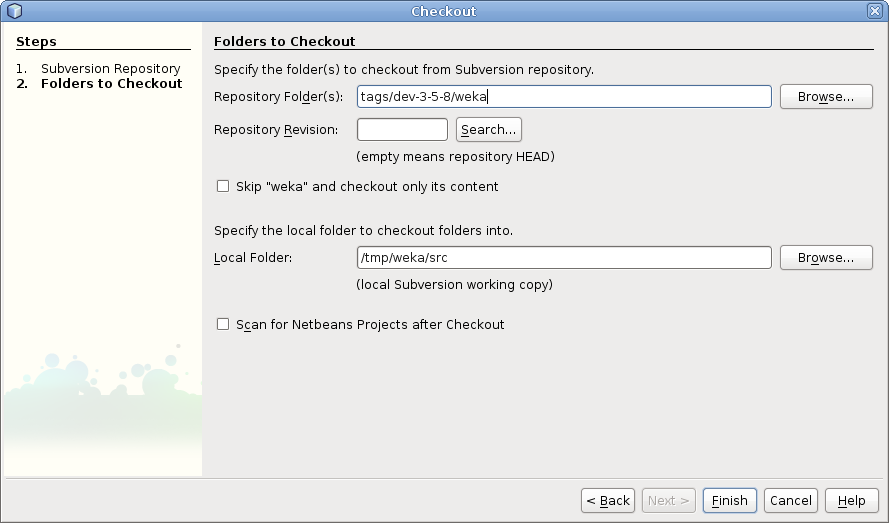 Checkout
Steps
1. Subversion Repository
2. Folders to Checkout
Folders to Checkout
Specify the folder(s) to checkout from Subversion repository.
Repository Folder(s): tags/dev-3-5-8/weka Browse...
Repository Revision: Search...
(empty means repository HEAD)
Skip "weka" and checkout only its content
Specify the local folder to checkout folders into.
Local Folder: /tmp/weka/src Browse...
(local Subversion working copy)
Scan for Netbeans Projects after Checkout
< Back Next > Finish Cancel Help